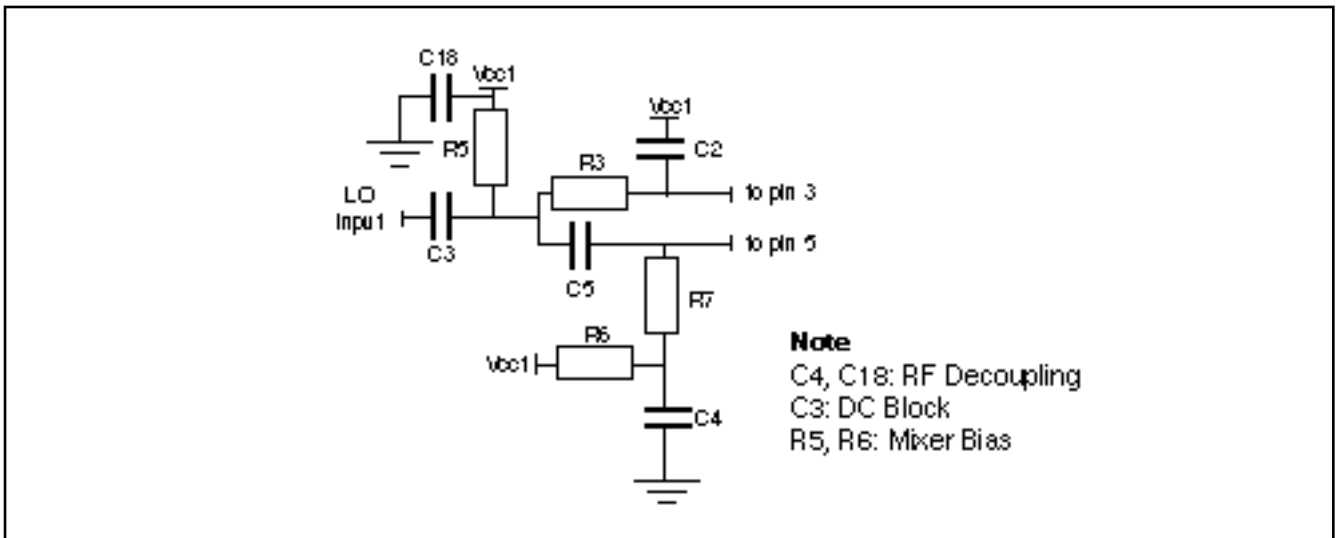 C18
Vcc1
R5
Vcc1
C2
R3
to pin 3
LO
Input
C3
to pin 5
C5
R7
R6
Vcc1
C4
Note
C4, C18: RF Decoupling
C3: DC Block
R5, R6: Mixer Bias